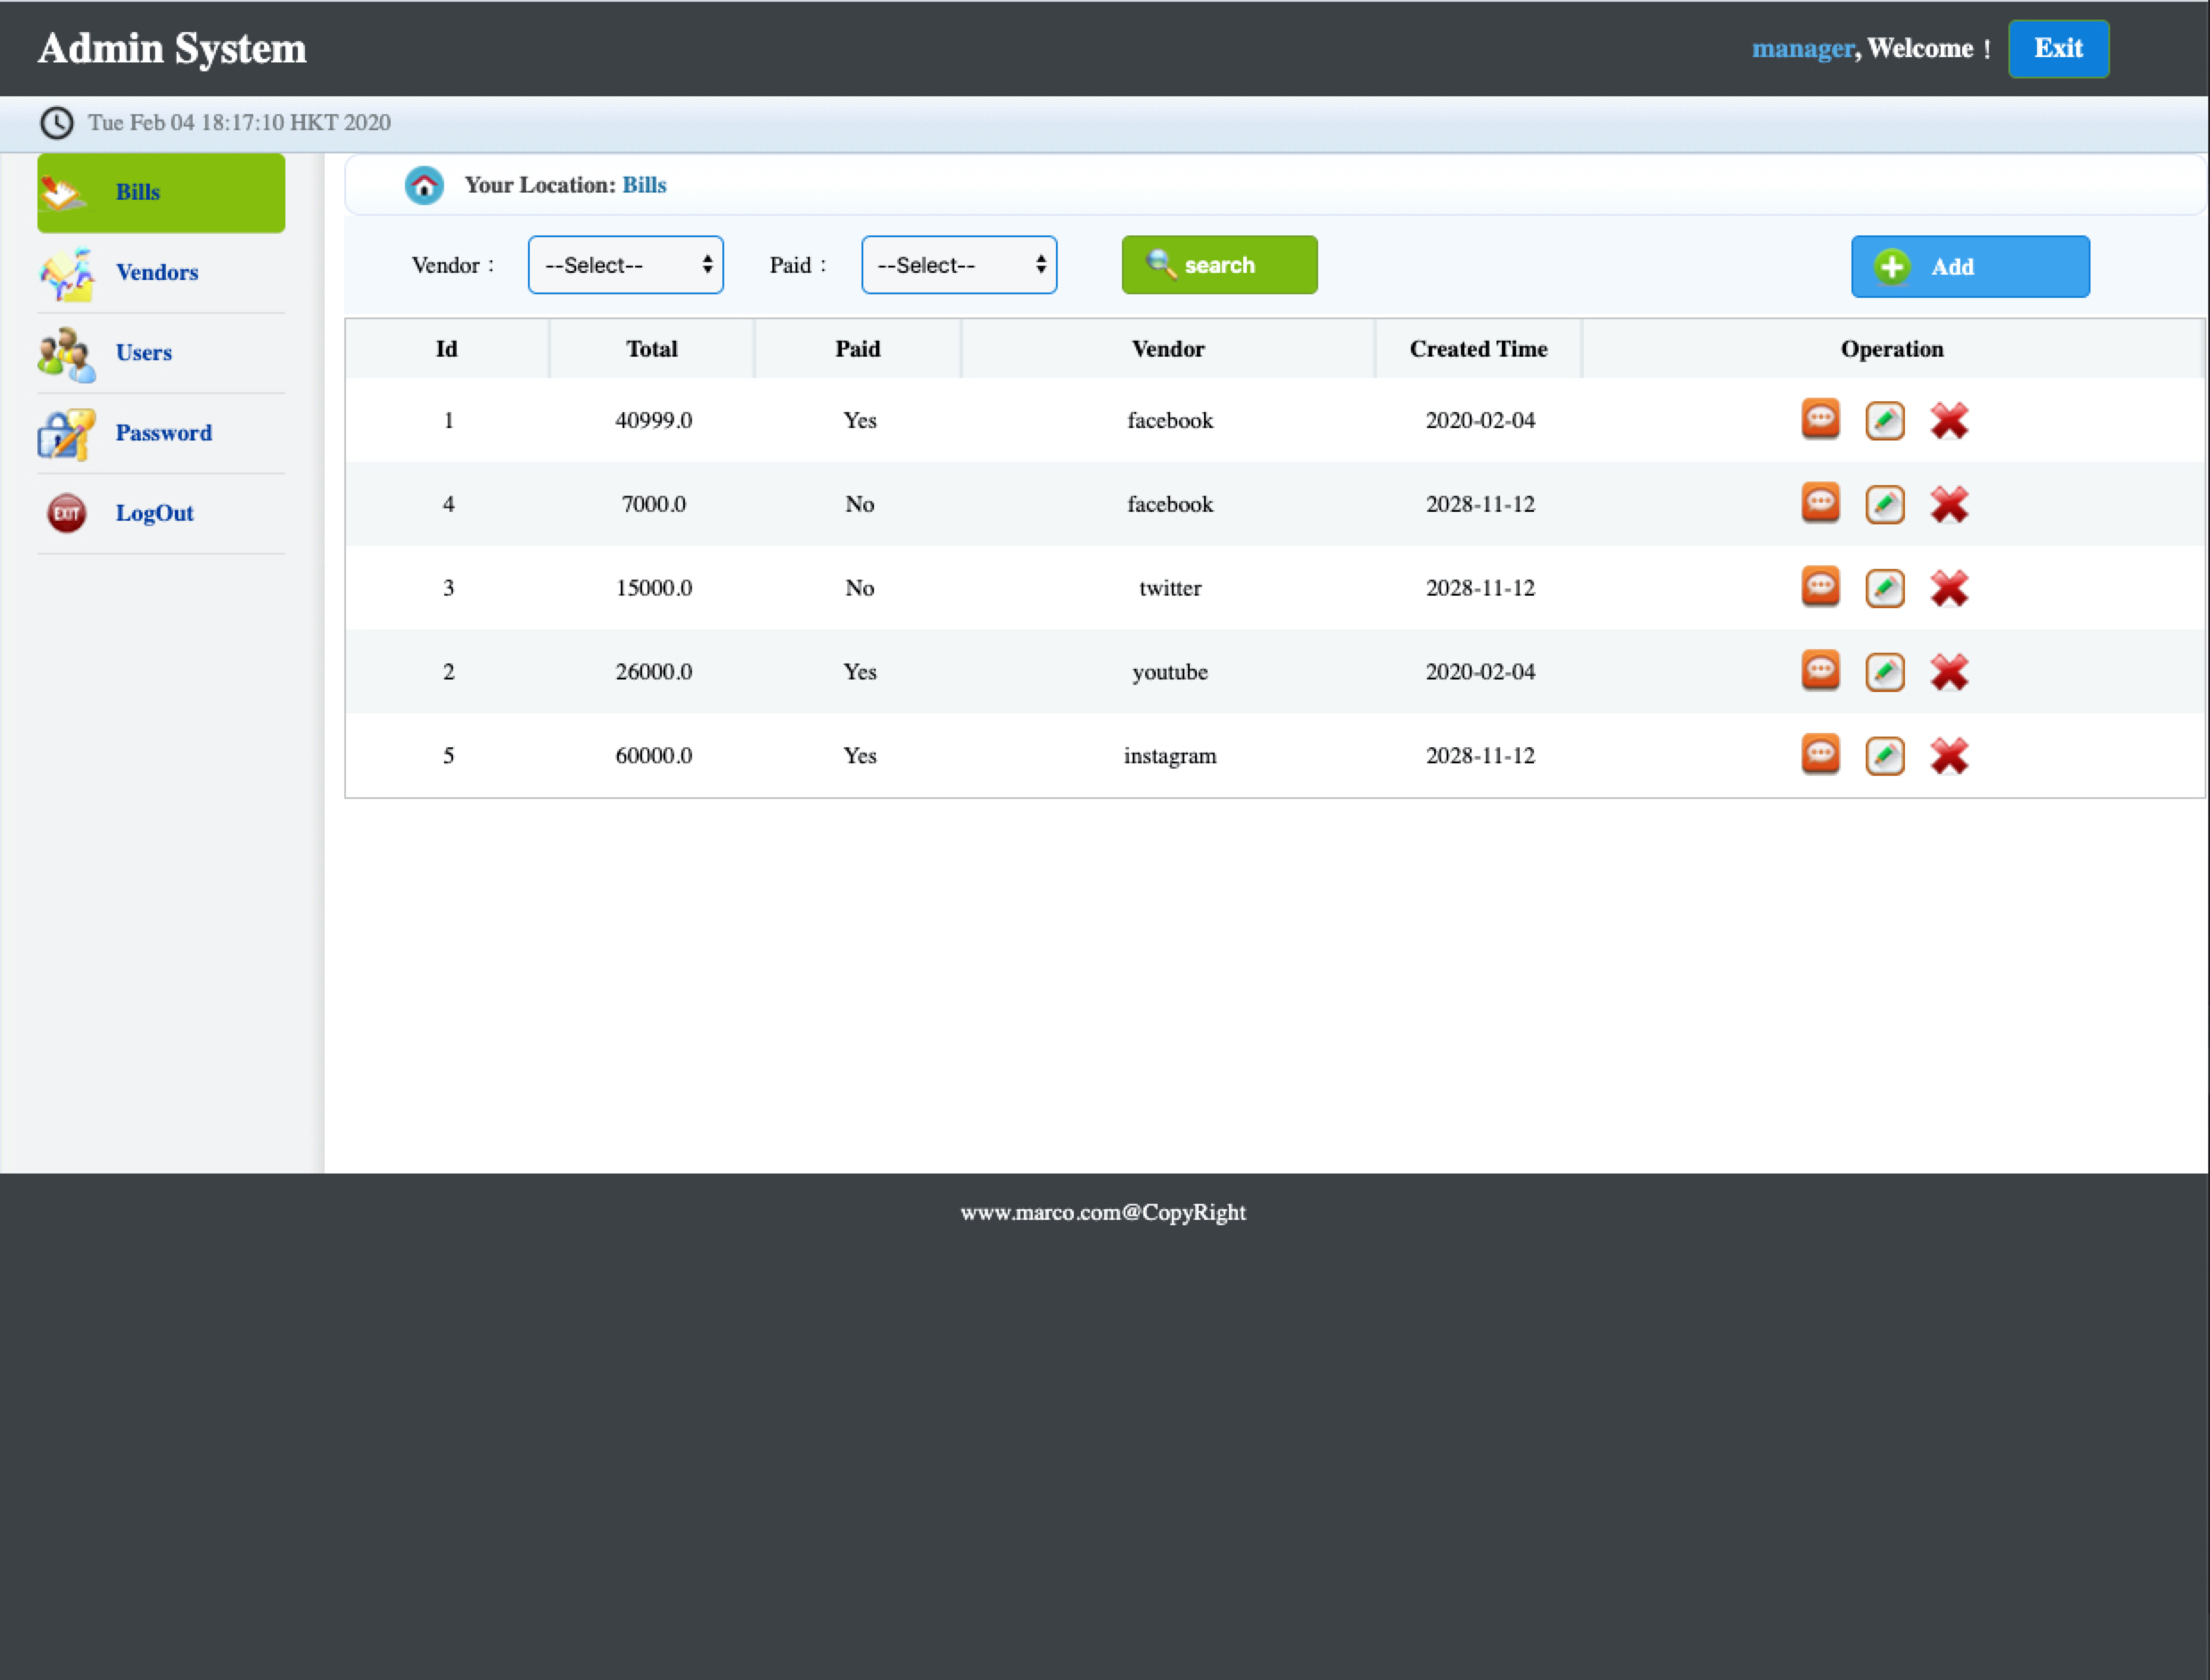 Admin System
manager, Welcome！ Exit
Tue Feb 04 18:17:10 HKT 2020
Bills
Vendors
Users
Password
EXIT LogOut
Your Location: Bills
Vendor： --Select-- Paid： --Select-- search Add
Id Total Paid Vendor Created Time Operation
1 40999.0 Yes facebook 2020-02-04
4 7000.0 No facebook 2028-11-12
3 15000.0 No twitter 2028-11-12
2 26000.0 Yes youtube 2020-02-04
5 60000.0 Yes instagram 2028-11-12
www.marco.com@CopyRight